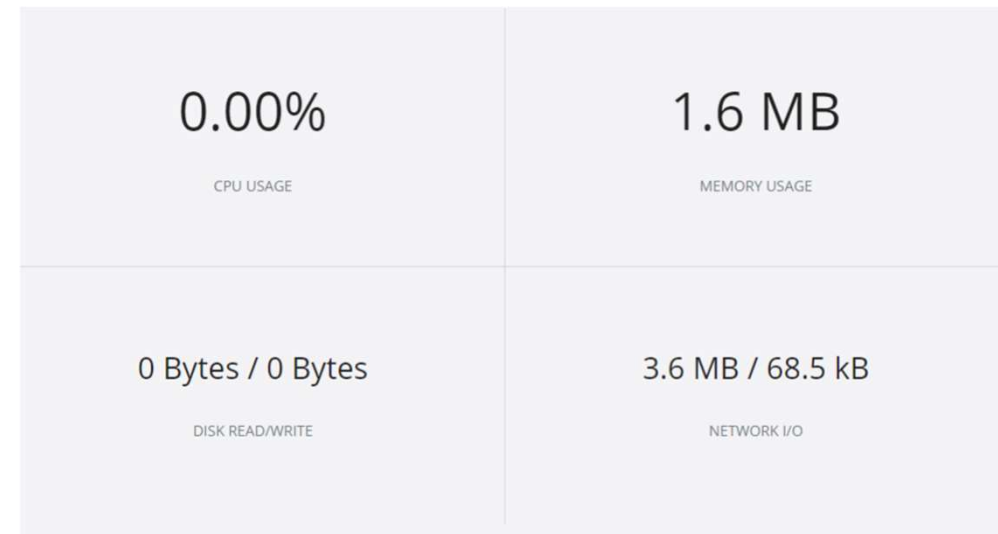 0.00%
CPU USAGE
1.6 MB
MEMORY USAGE
0 Bytes / 0 Bytes
DISK READ/WRITE
3.6 MB / 68.5 kB
NETWORK I/O